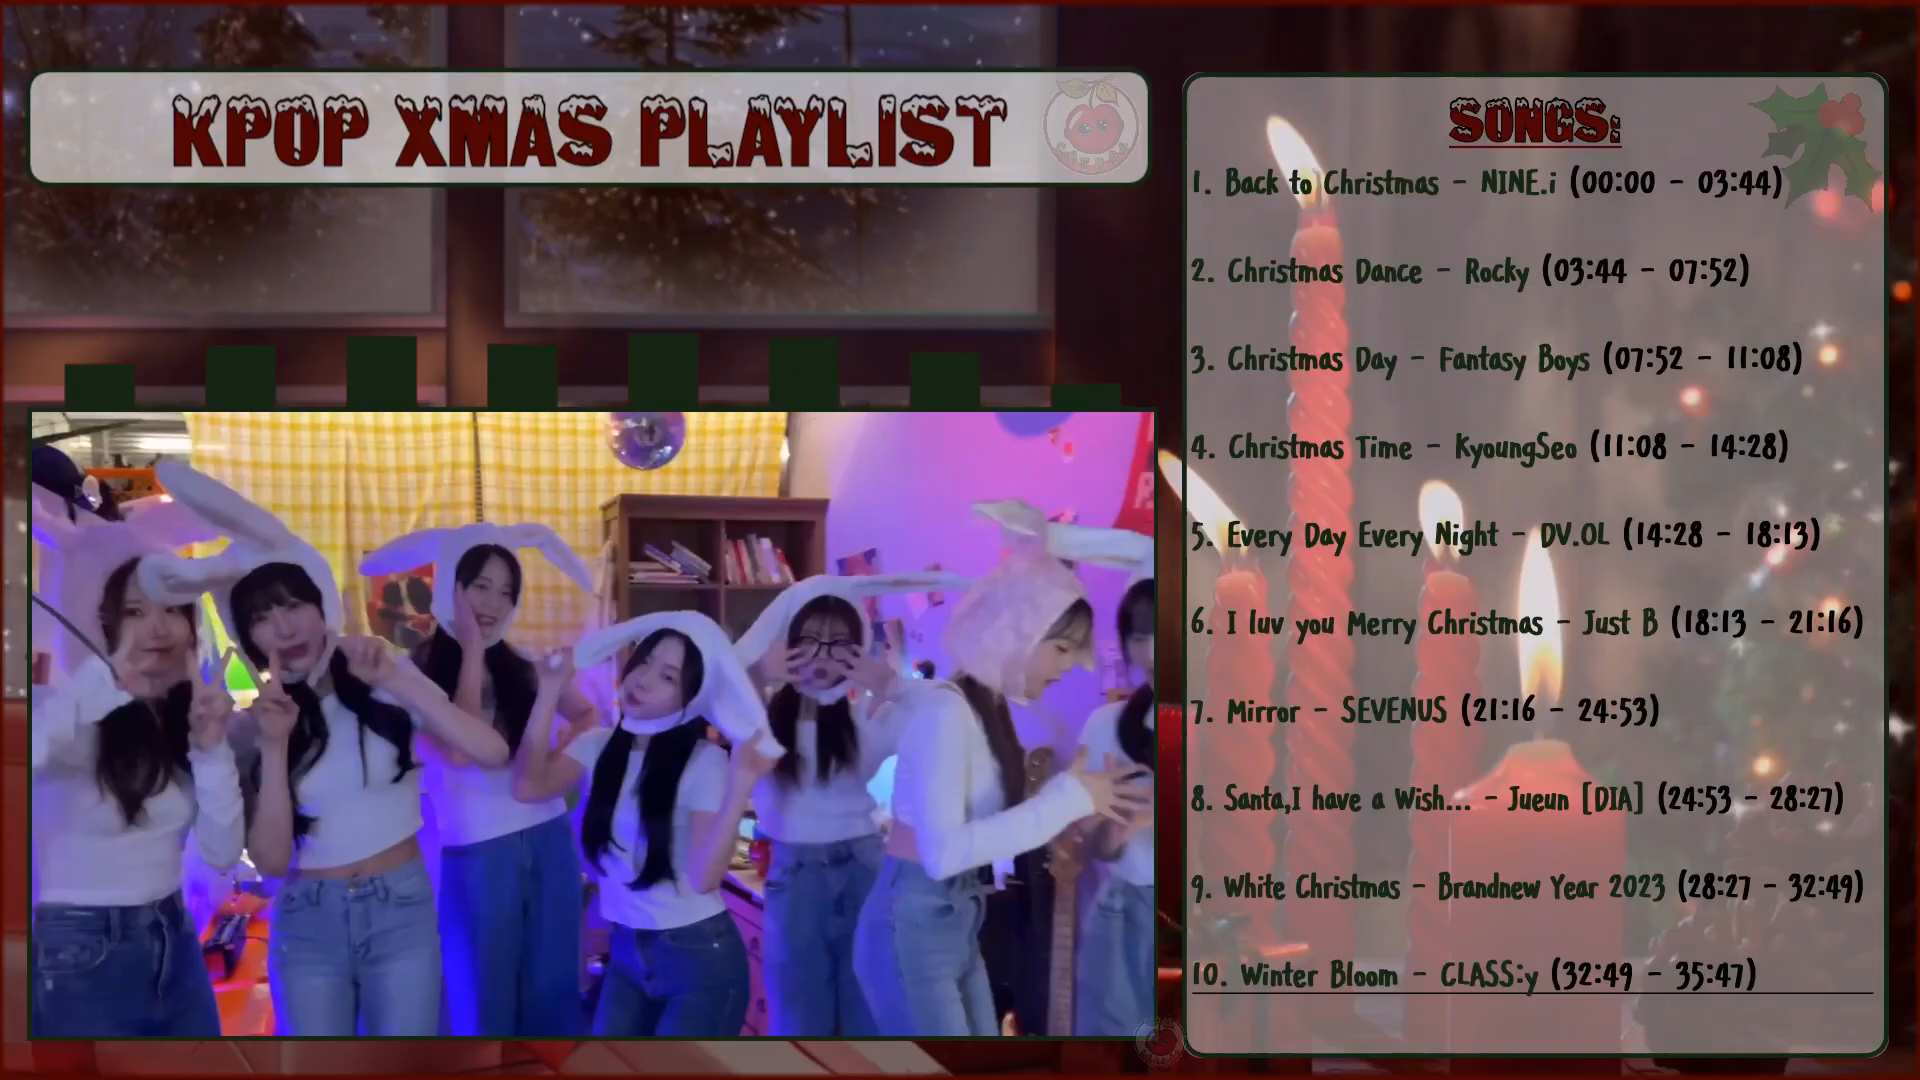 KPOP XMAS PLAYLIST
SONGS:
1. Back to Christmas - NINE.i (00:00 - 03:44)
2. Christmas Dance - Rocky (03:44 - 07:52)
3. Christmas Day - Fantasy Boys (07:52 - 11:08)
4. Christmas Time - KyoungSeo (11:08 - 14:28)
5. Every Day Every Night - DV.OL (14:28 - 18:13)
6. I luv you Merry Christmas - Just B (18:13 - 21:16)
7. Mirror - SEVENUS (21:16 - 24:53)
8. Santa,I have a Wish... - Jueun [DIA] (24:53 - 28:27)
9. White Christmas - Brandnew Year 2023 (28:27 - 32:49)
10. Winter Bloom - CLASS:y (32:49 - 35:47)